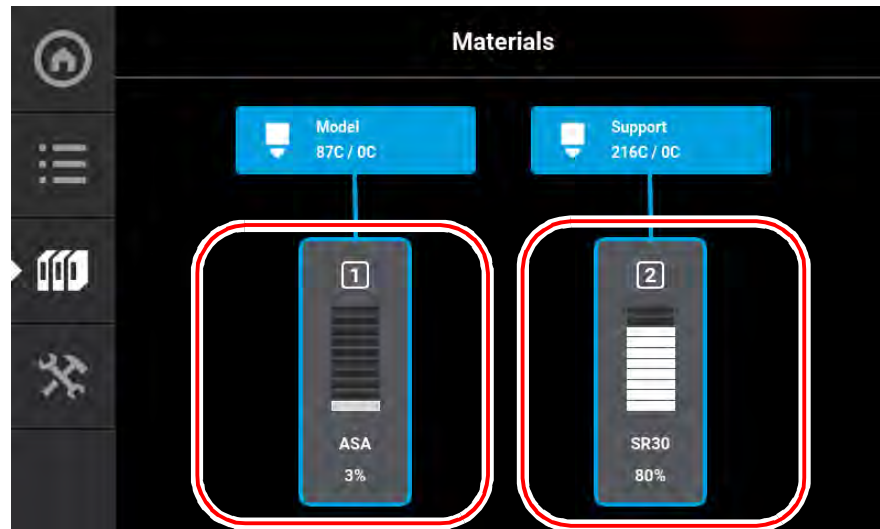 Materials
Model
87C / 0C
Support
216C / 0C
1
ASA
3%
2
SR30
80%